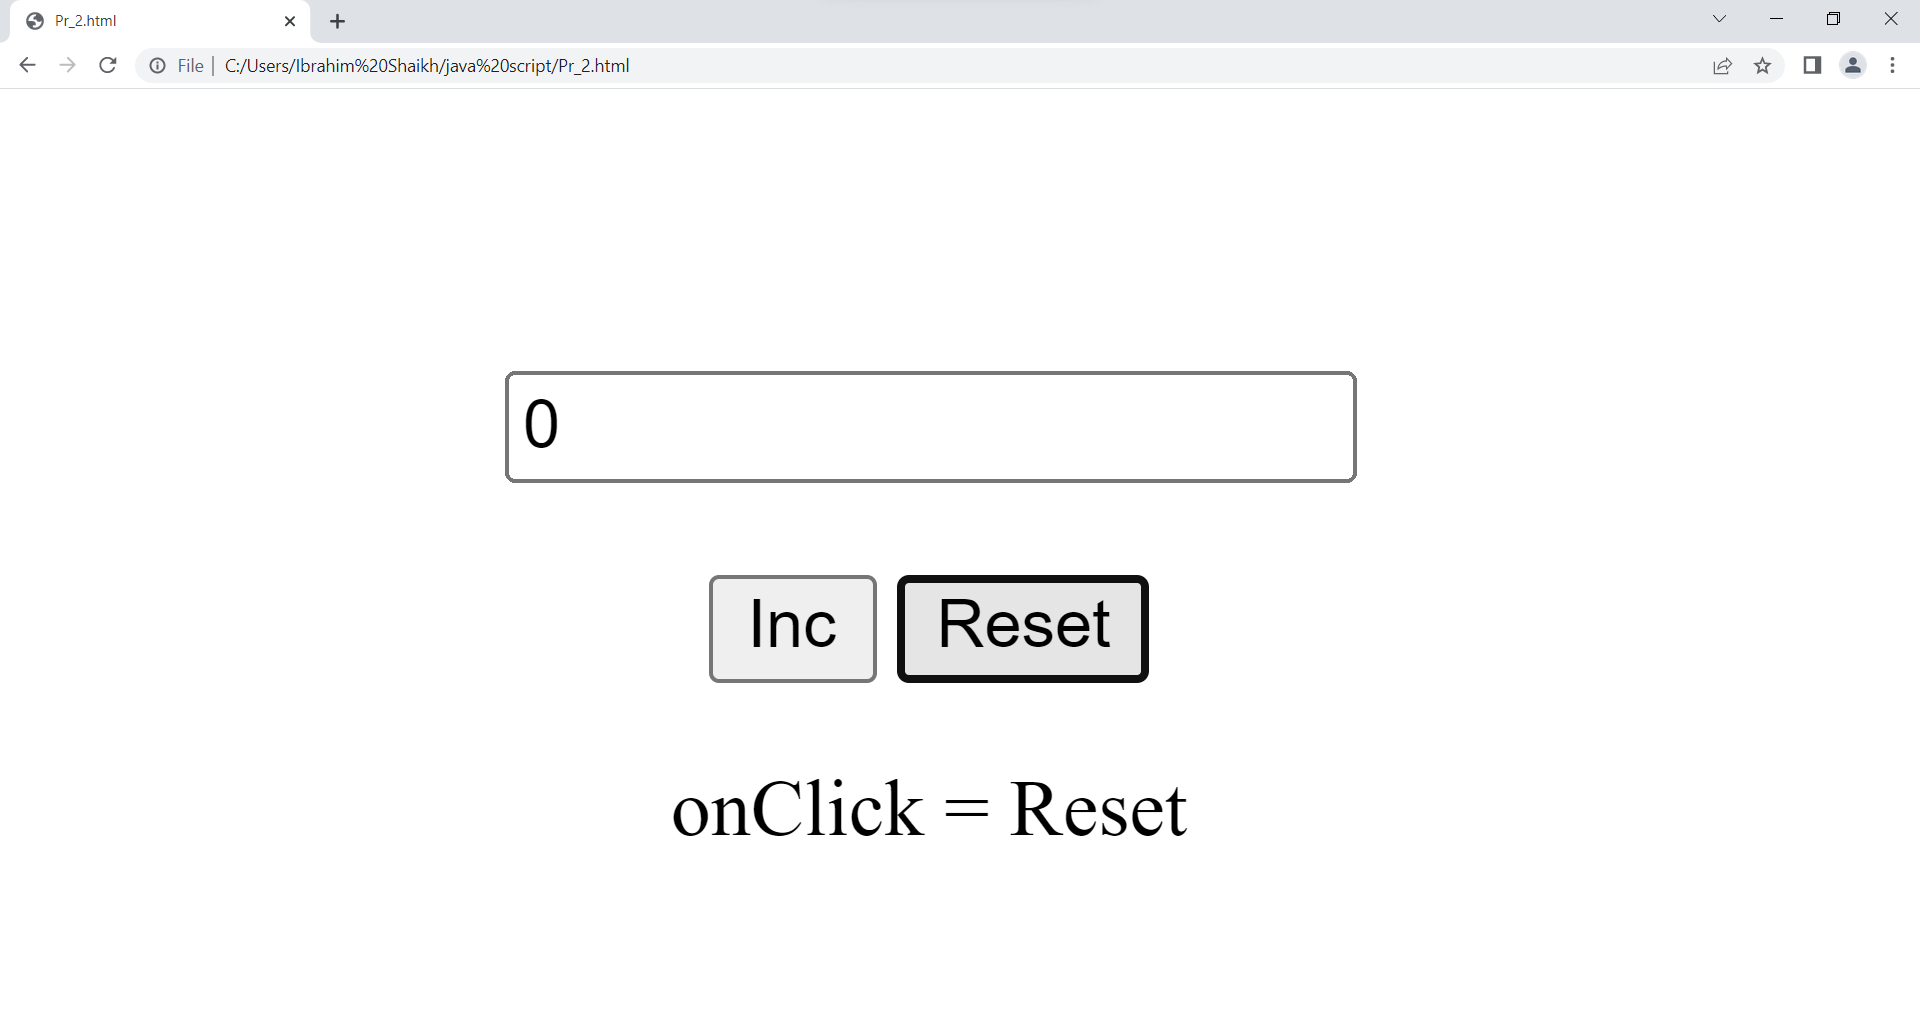 Pr_2.html
File | C:/Users/Ibrahim%20Shaikh/java%20script/Pr_2.html
0
Inc Reset
onClick = Reset